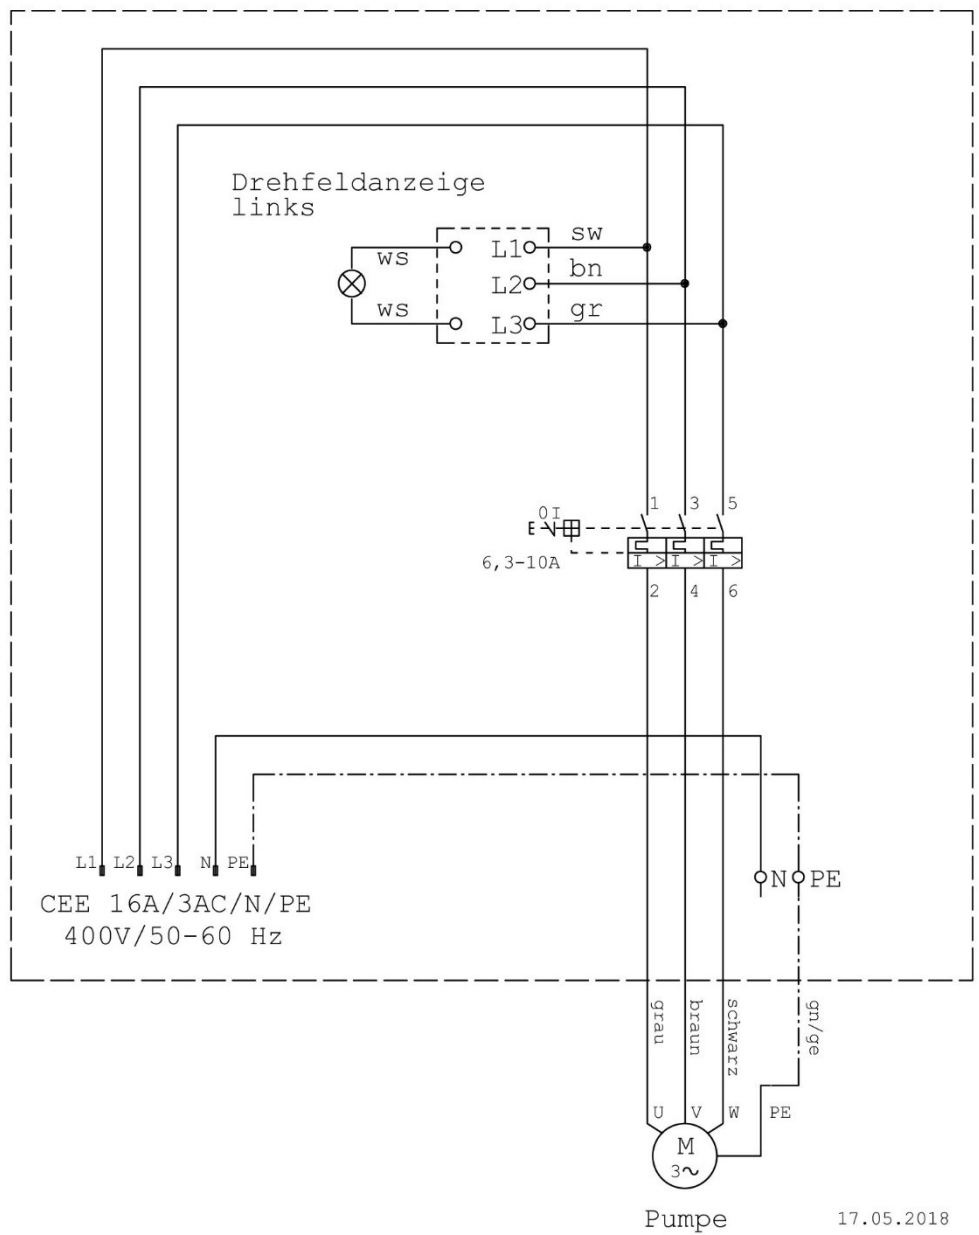 Drehfeldanzeige
links
sw
ws
L1
bn
L2
ws
gr
L3
1 3 5
0 I
6,3-10A
I > I > I >
2 4 6
L1 L2 L3 N PE
N PE
CEE 16A/3AC/N/PE
400V/50-60 Hz
grau
braun
schwarz
gn/ge
U V W PE
M
3~
Pumpe
17.05.2018